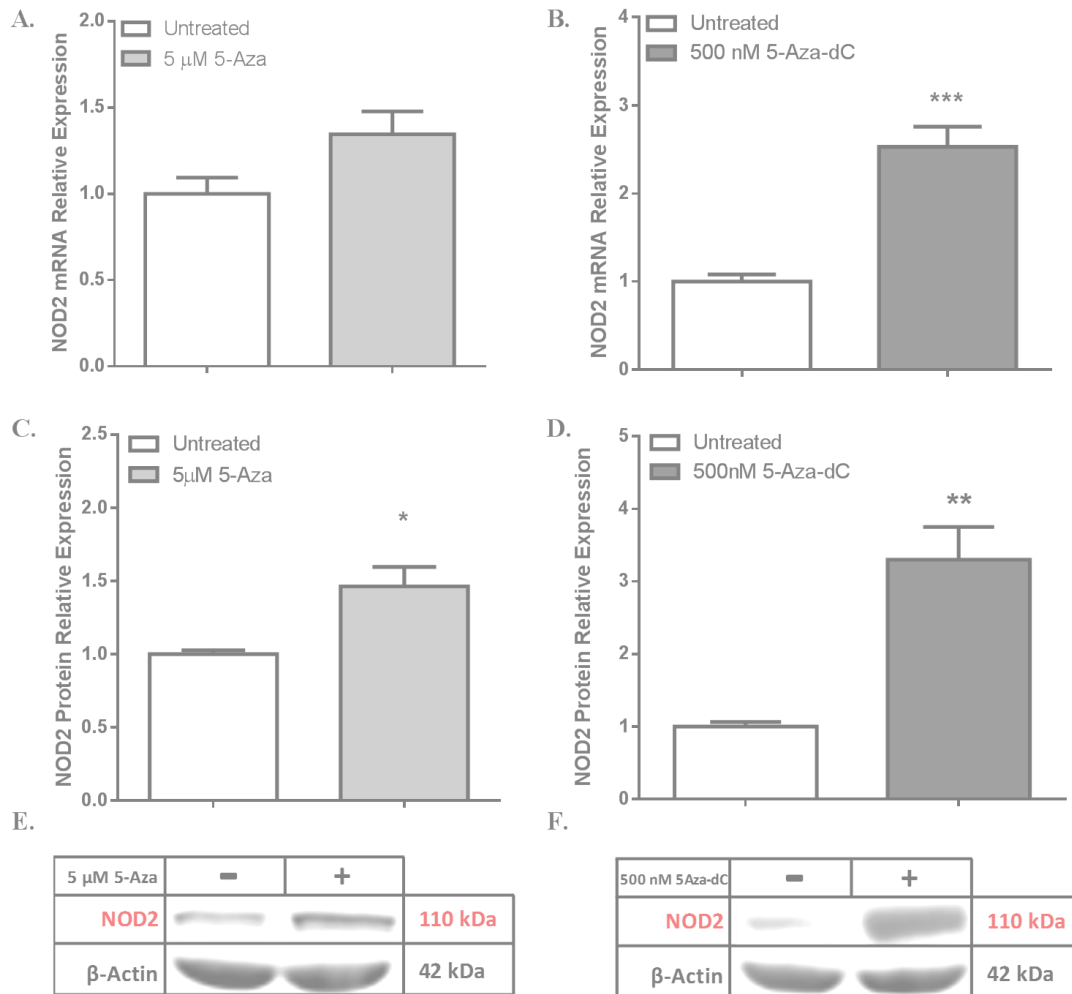 A.
NOD2 mRNA Relative Expression
2.0
1.5
1.0
0.5
0.0
Untreated
5 μM 5-Aza
B.
NOD2 mRNA Relative Expression
4
3
2
1
0
Untreated
500 nM 5-Aza-dC
***
C.
NOD2 Protein Relative Expression
2.5
2.0
1.5
1.0
0.5
0.0
Untreated
5μM 5-Aza
*
D.
NOD2 Protein Relative Expression
5
4
3
2
1
0
Untreated
500nM 5-Aza-dC
**
E.
5 μM 5-Aza - +
NOD2 110 kDa
β-Actin 42 kDa
F.
500 nM 5Aza-dC - +
NOD2 110 kDa
β-Actin 42 kDa